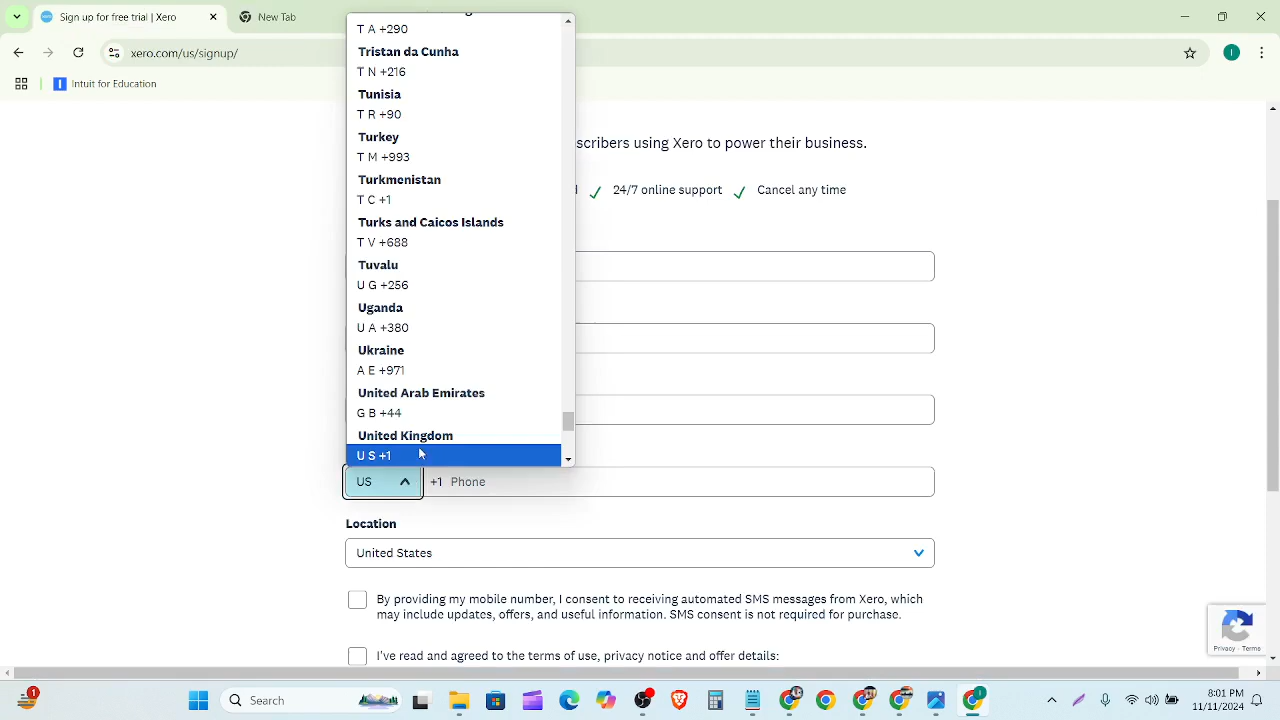 Sign up for free trial | Xero
New Tab
xero.com/us/signup/
I
Intuit for Education
T A +290
Tristan da Cunha
T N +216
Tunisia
T R +90
Turkey
T M +993
Turkmenistan
T C +1
Turks and Caicos Islands
T V +688
Tuvalu
U G +256
Uganda
U A +380
Ukraine
A E +971
United Arab Emirates
G B +44
United Kingdom
U S +1
scribers using Xero to power their business.
24/7 online support
Cancel any time
US
+1 Phone
Location
United States
By providing my mobile number, I consent to receiving automated SMS messages from Xero, which
may include updates, offers, and useful information. SMS consent is not required for purchase.
I've read and agreed to the terms of use, privacy notice and offer details:
Privacy - Terms
1
Search
8:01 PM
11/11/2024